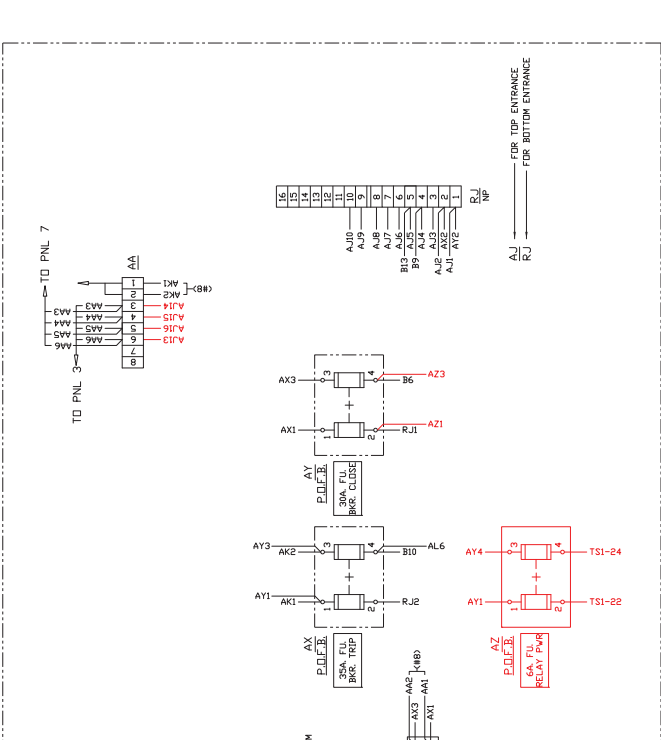 FOR TOP ENTRANCE
FOR BOTTOM ENTRANCE
AJ
RJ
16
15
14
13
12
11
10
9
8
7
6
5
4
3
2
1
RJ
NP
AJ10
AJ9
AJ8
AJ7
AJ6
B13
AJ5
B9
AJ4
AJ3
AJ2
AX2
AJ1
AY2
TO PNL 7
AA
1
2
3
4
5
6
7
8
AK1
AK2
(#8)
AA3
AA3
AJ14
AA4
AA4
AJ15
AA5
AA5
AJ16
AA6
AA6
AJ13
TO PNL 3
AX3
3
4
AZ3
B6
AX1
1
2
AZ1
RJ1
AY
P.O.F.B.
30A. FU.
BKR. CLOSE
AY3
AK2
3
4
AL6
B10
AY1
AK1
1
2
RJ2
AX
P.O.F.B.
35A. FU.
BKR. TRIP
AY4
3
4
TS1-24
AY1
1
2
TS1-22
AZ
P.O.F.B.
6A. FU.
RELAY PWR
AA2
(#8)
AX3
AA1
AX1